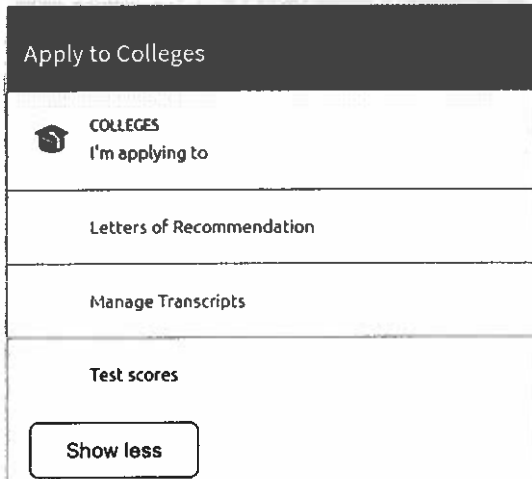 Apply to Colleges
COLLEGES
I'm applying to
Letters of Recommendation
Manage Transcripts
Test scores
Show less